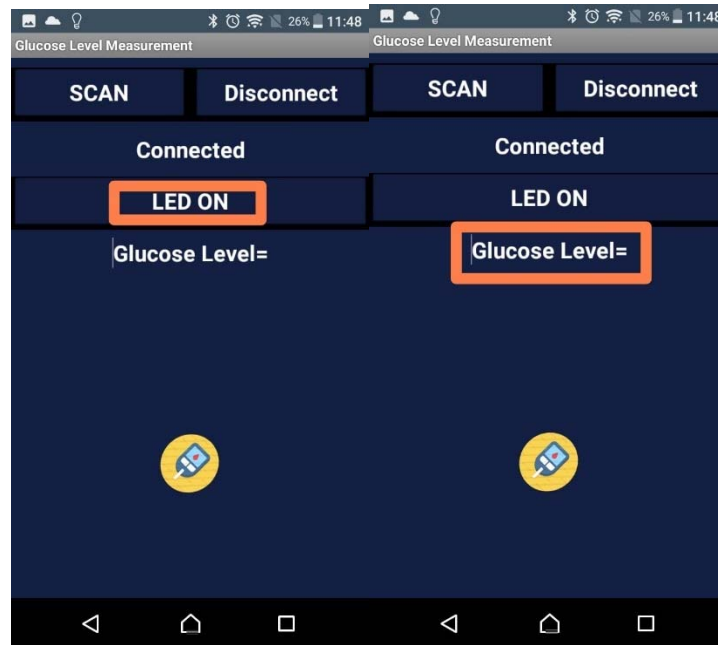 26% 11:48
Glucose Level Measurement
SCAN Disconnect
Connected
LED ON
Glucose Level=
26% 11:48
Glucose Level Measurement
SCAN Disconnect
Connected
LED ON
Glucose Level=